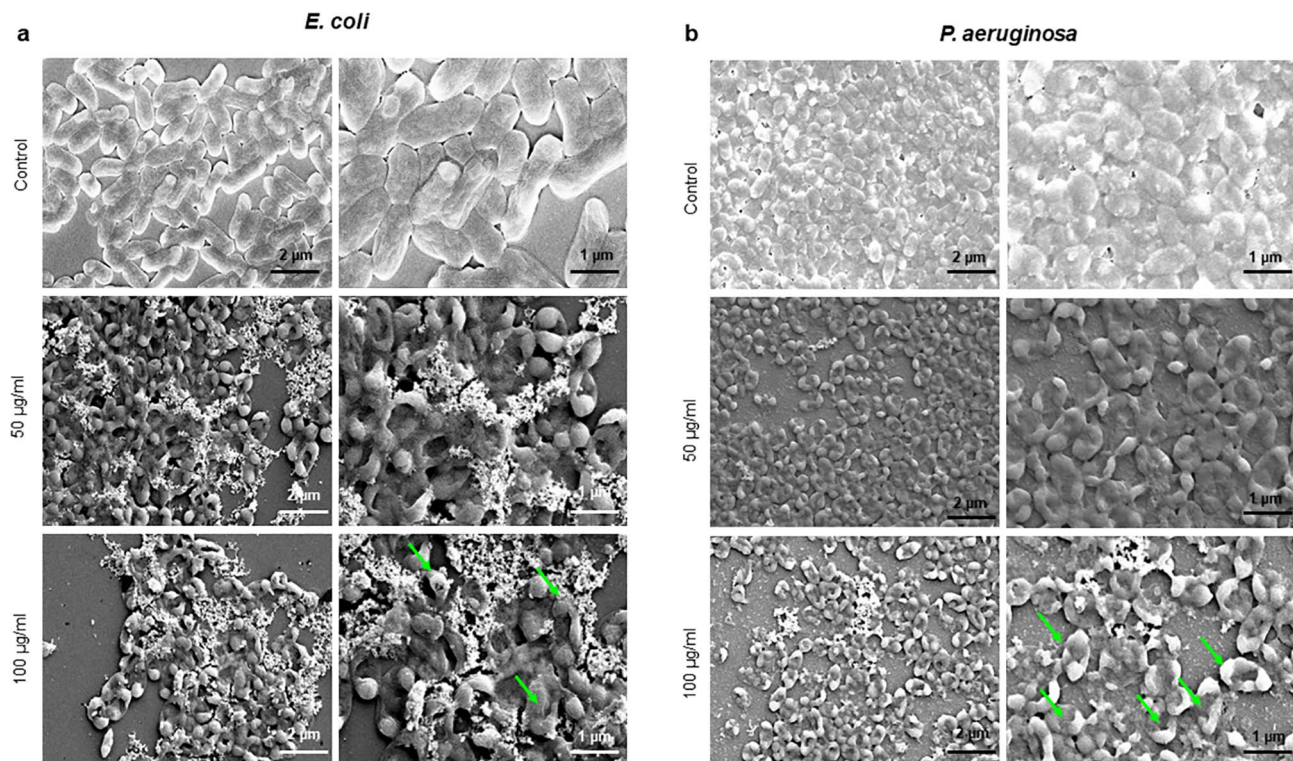 a
E. coli
b
P. aeruginosa
Control
2 µm
1 µm
Control
2 µm
1 µm
50 µg/ml
2 µm
1 µm
50 µg/ml
2 µm
1 µm
100 µg/ml
2 µm
1 µm
100 µg/ml
2 µm
1 µm